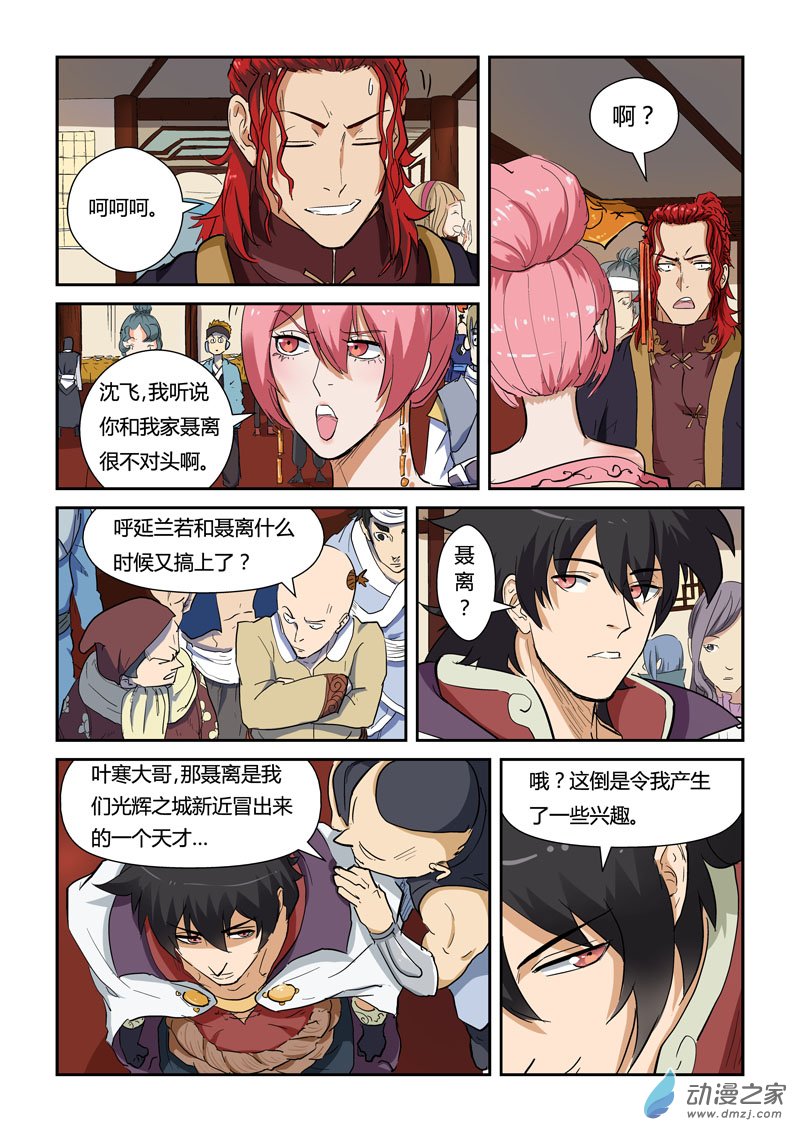 呵呵呵。
啊？
沈飞，我听说
你和我家聂离
很不对头啊。
呼延兰若和聂离什么
时候又搞上了？
聂
离
？
叶寒大哥，那聂离是我
们光辉之城新近冒出来
的一个天才...
哦？这倒是令我产生
了一些兴趣。
动漫之家
www.dmzj.com